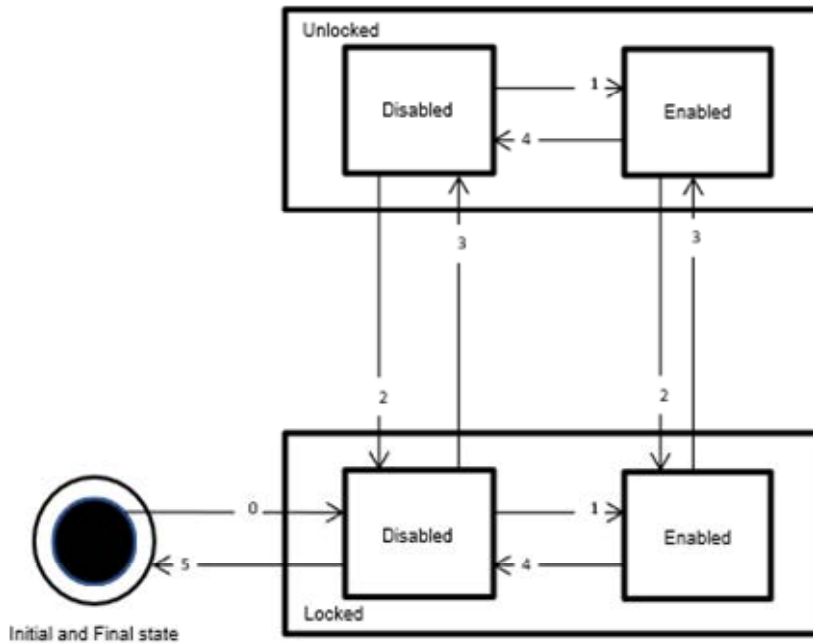 Unlocked
Disabled
1
Enabled
4
3
3
2
2
0
Disabled
1
Enabled
5
4
Locked
Initial and Final state